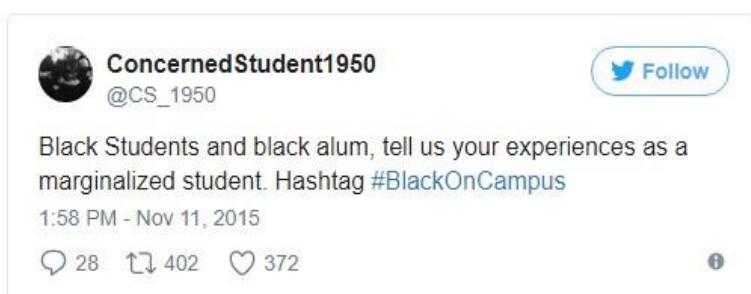 ConcernedStudent1950
@CS_1950
Follow
Black Students and black alum, tell us your experiences as a
marginalized student. Hashtag #BlackOnCampus
1:58 PM - Nov 11, 2015
28 402 372